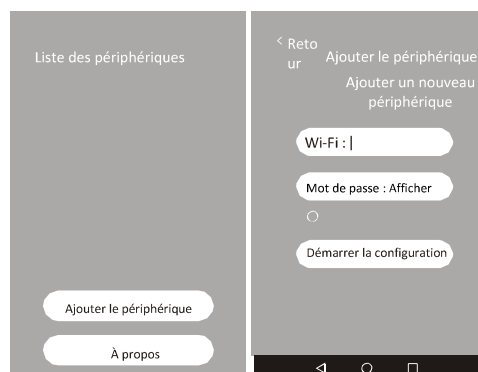 Liste des périphériques
Ajouter le périphérique
À propos
< Reto
ur
Ajouter le périphérique
Ajouter un nouveau
périphérique
Wi-Fi : |
Mot de passe : Afficher
Démarrer la configuration